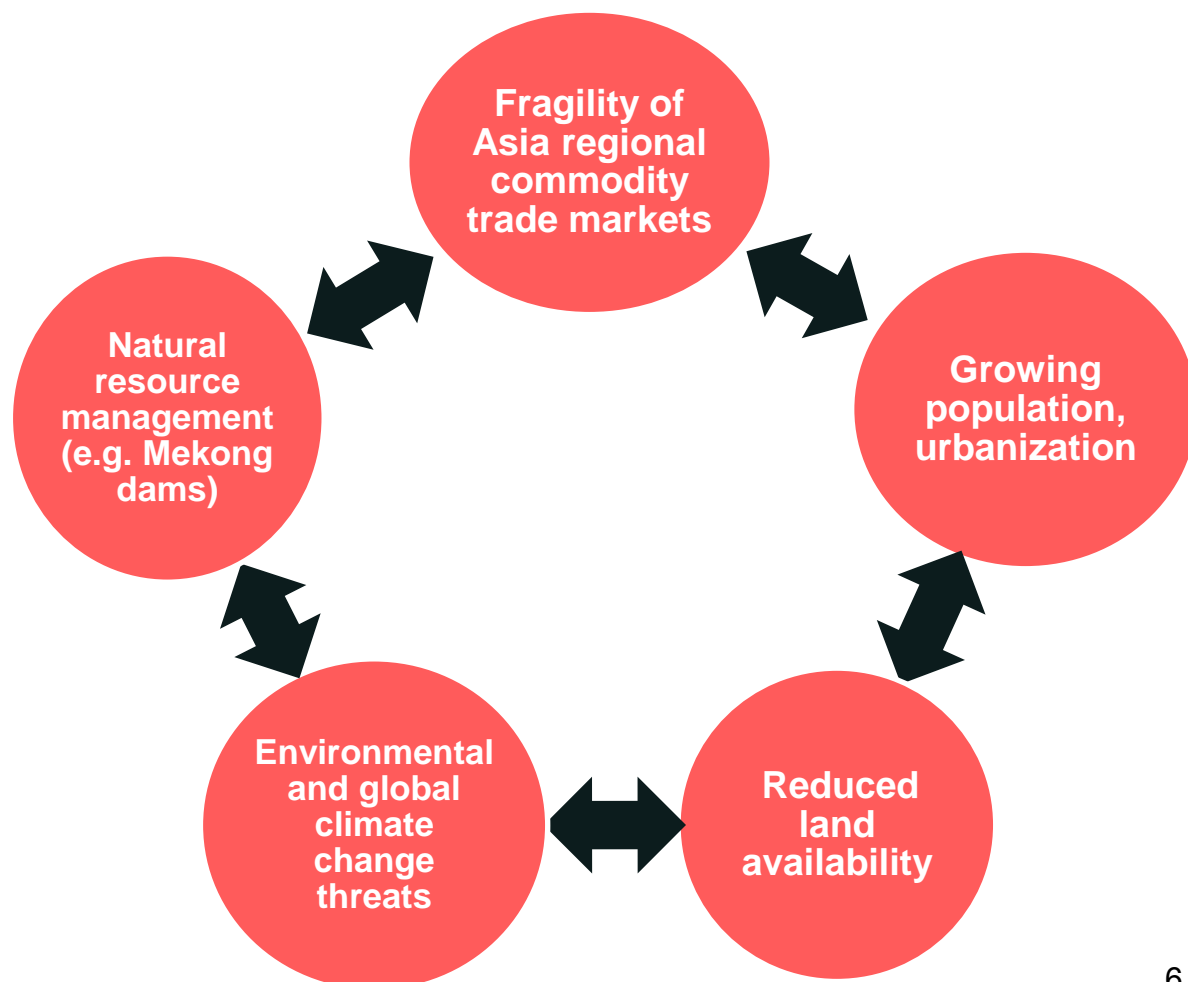 Fragility of
Asia regional
commodity
trade markets
Growing
population,
urbanization
Reduced
land
availability
Environmental
and global
climate
change
threats
Natural
resource
management
(e.g. Mekong
dams)
6